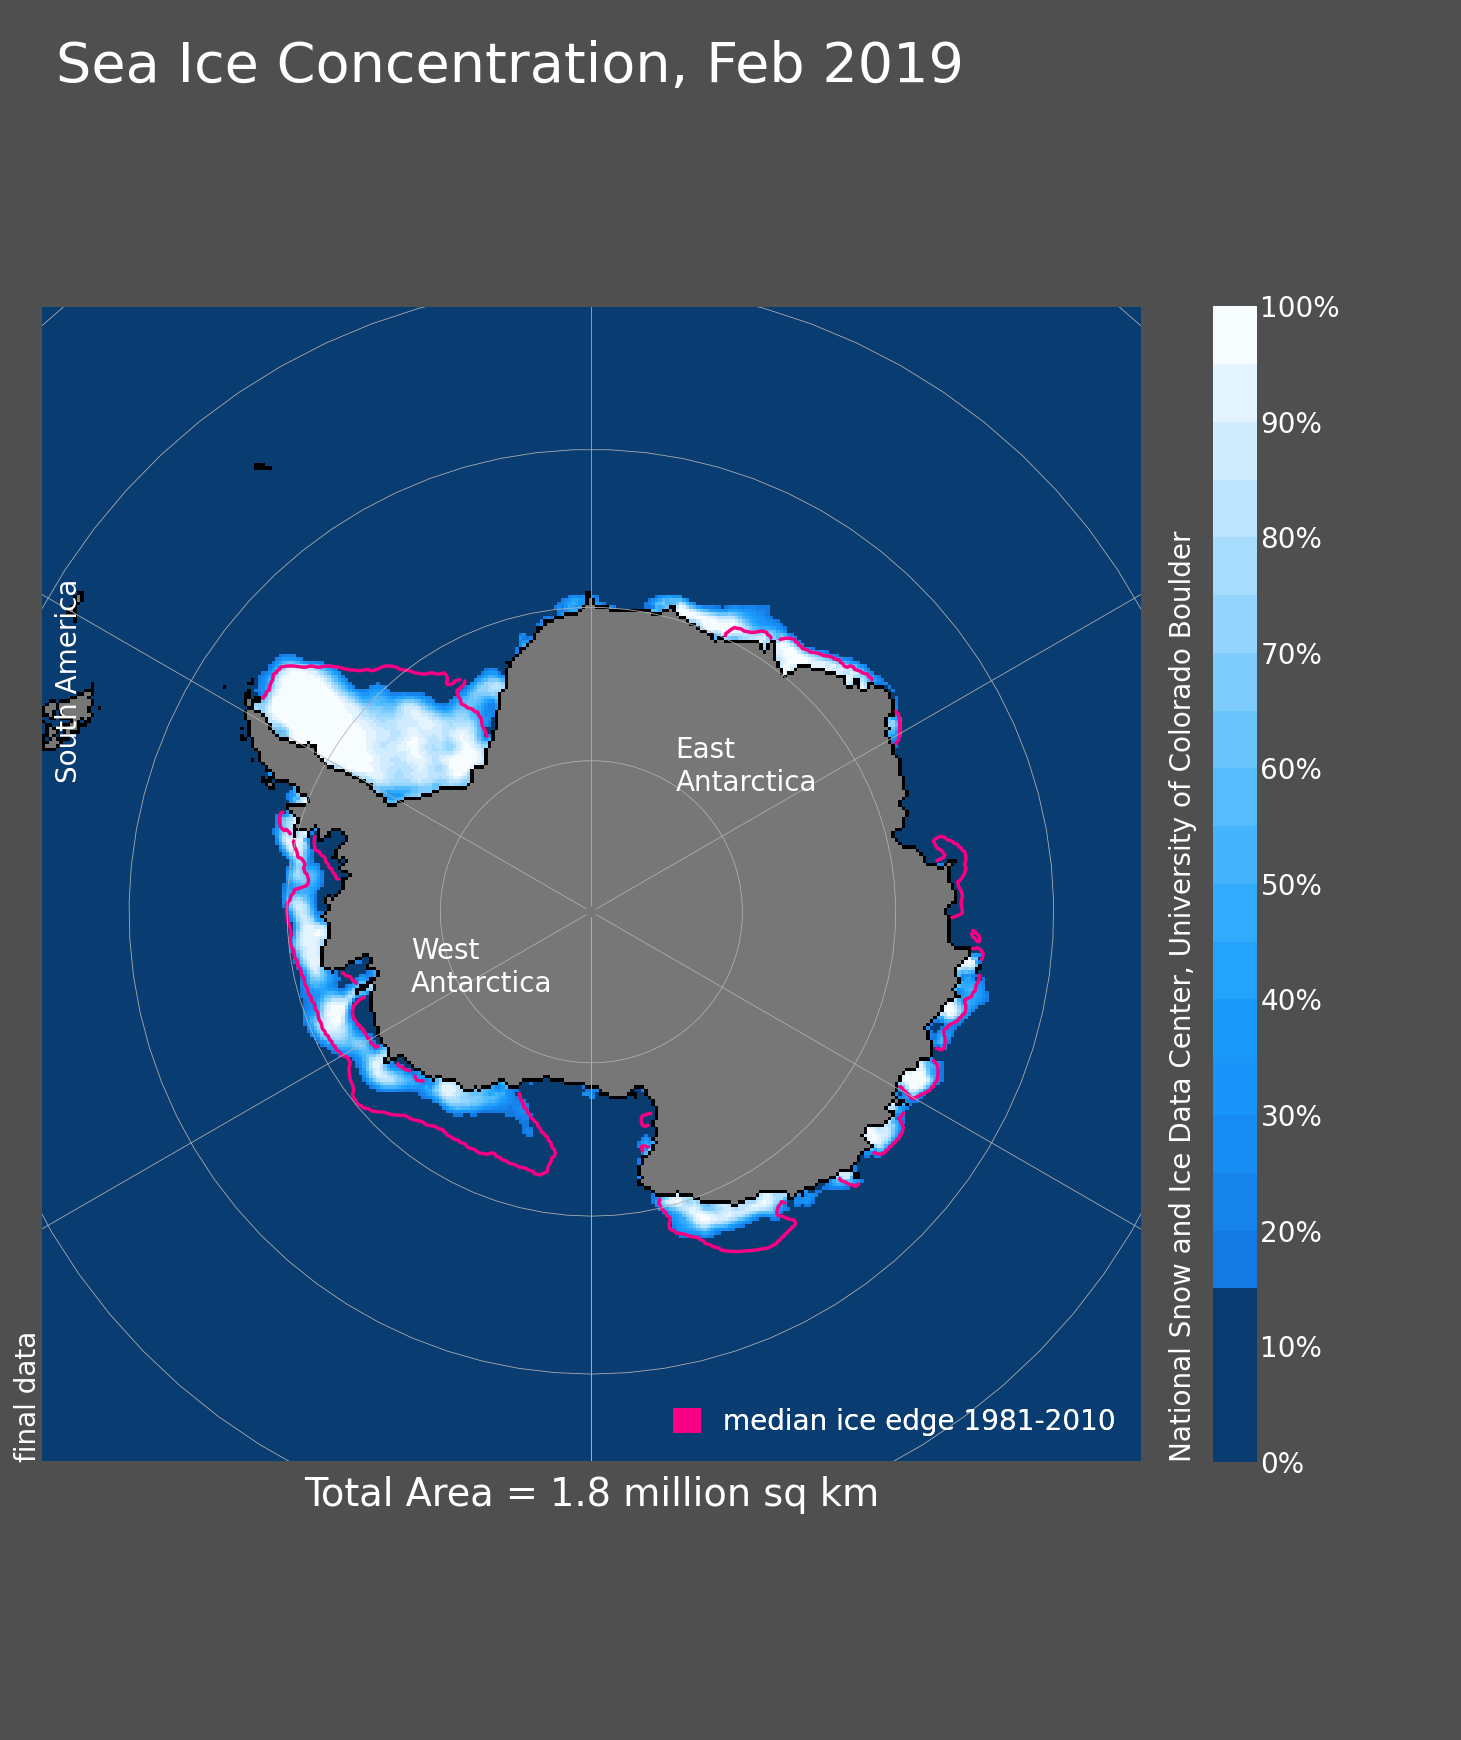 Sea Ice Concentration, Feb 2019
South America
East
Antarctica
West
Antarctica
median ice edge 1981-2010
final data
Total Area = 1.8 million sq km
National Snow and Ice Data Center, University of Colorado Boulder
100%
90%
80%
70%
60%
50%
40%
30%
20%
10%
0%